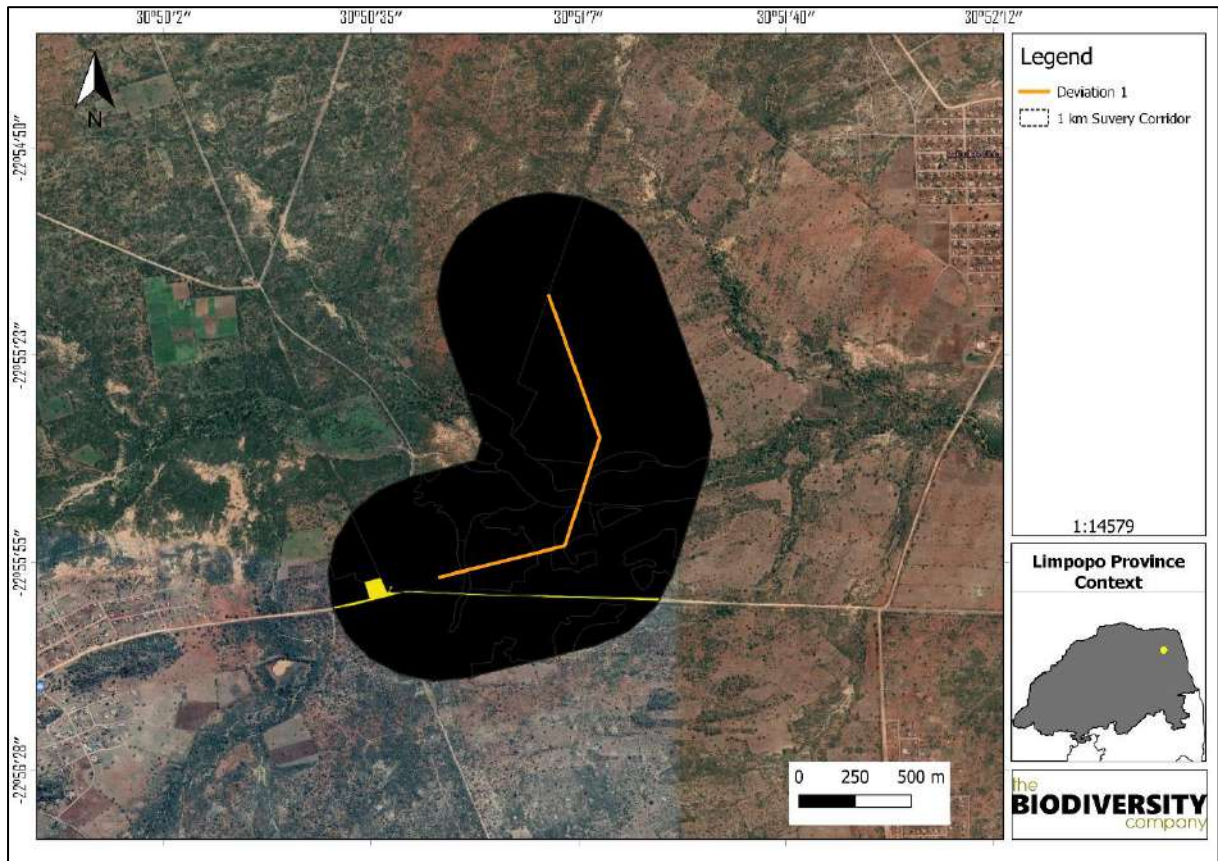 30°50'2" 30°50'35" 30°51'7" 30°51'40" 30°52'12"
-22°54'50"
-22°55'23"
-22°55'55"
-22°56'28"
N
Legend
Deviation 1
1 km Suvery Corridor
1:14579
Limpopo Province
Context
0 250 500 m
the
BIODIVERSITY
company